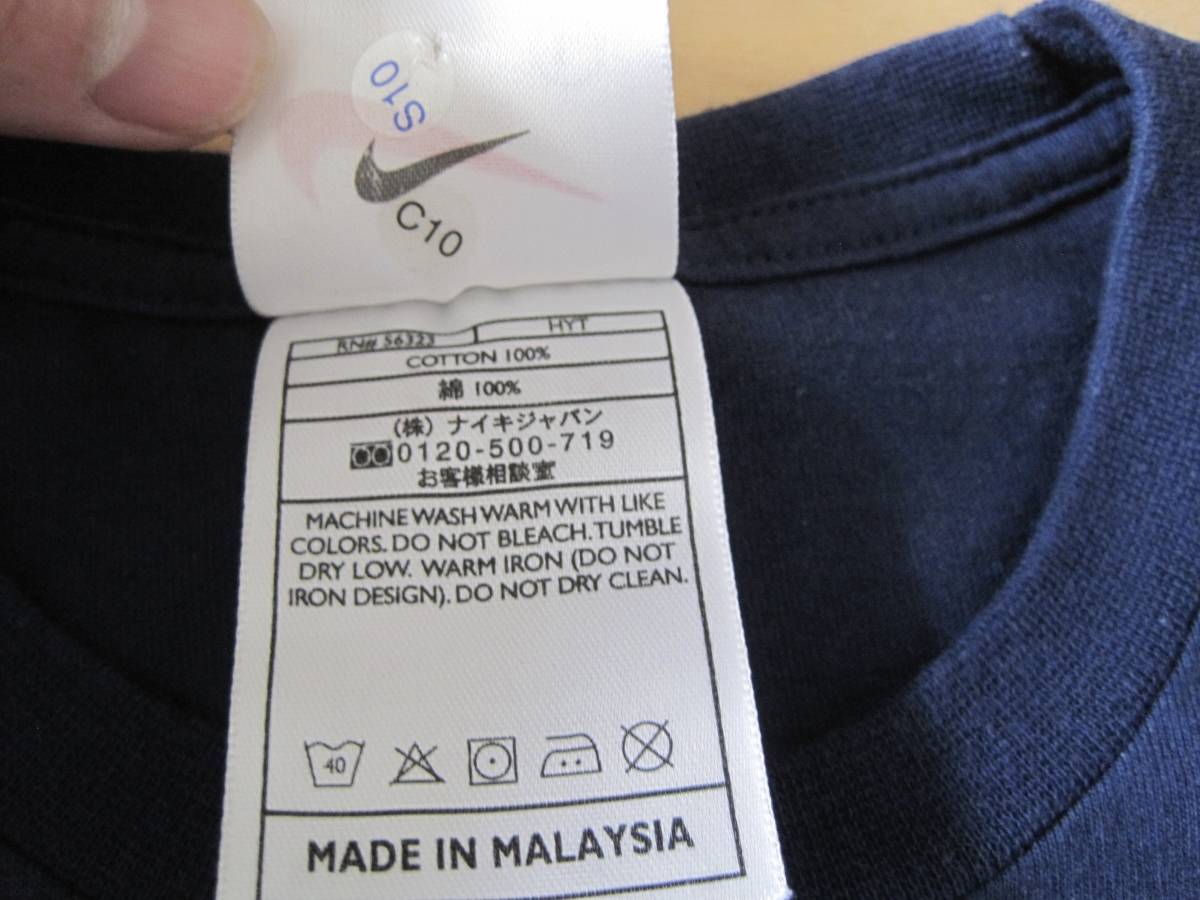 S10
C10
RN# 56323
HYT
COTTON 100%
綿 100%
(株) ナイキジャパン
0120-500-719
お客様相談室
MACHINE WASH WARM WITH LIKE
COLORS. DO NOT BLEACH. TUMBLE
DRY LOW. WARM IRON (DO NOT
IRON DESIGN). DO NOT DRY CLEAN.
40
MADE IN MALAYSIA